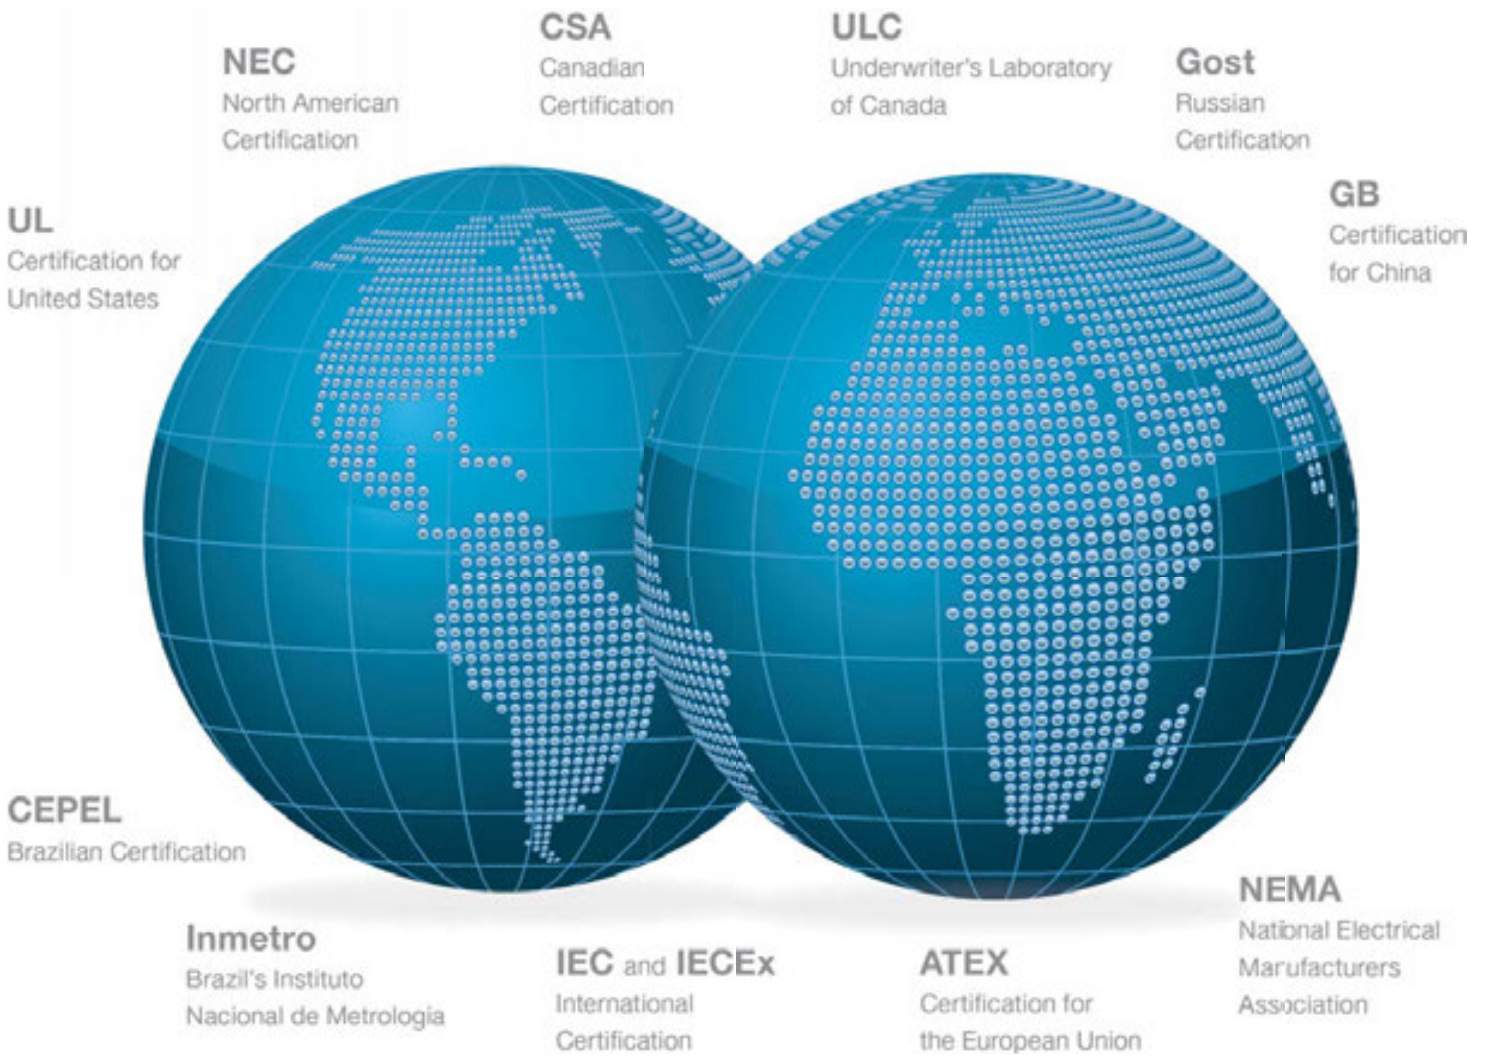 CSA
Canadian
Certification
ULC
Underwriter's Laboratory
of Canada
NEC
North American
Certification
Gost
Russian
Certification
UL
Certification for
United States
GB
Certification
for China
CEPEL
Brazilian Certification
NEMA
National Electrical
Manufacturers
Association
Inmetro
Brazil's Instituto
Nacional de Metrologia
IEC and IECEx
International
Certification
ATEX
Certification for
the European Union